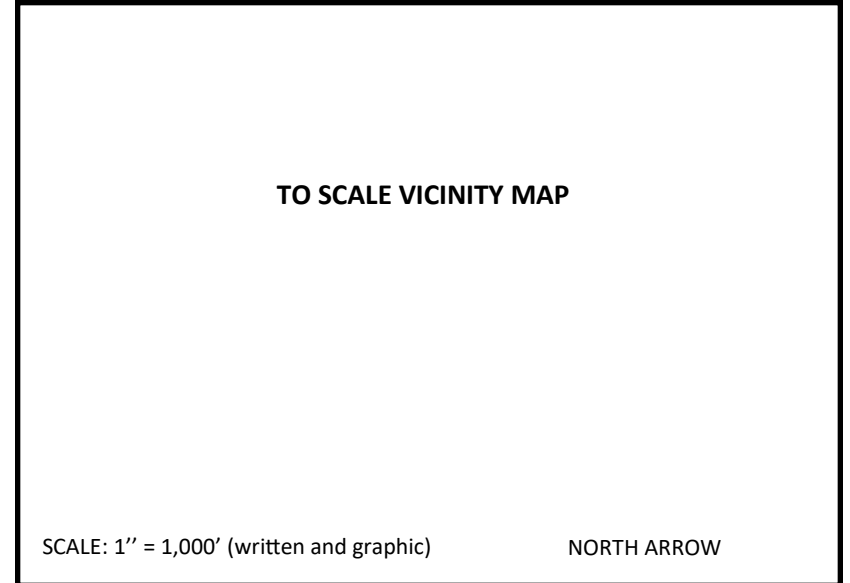 TO SCALE VICINITY MAP
SCALE: 1’’ = 1,000’ (written and graphic)
NORTH ARROW